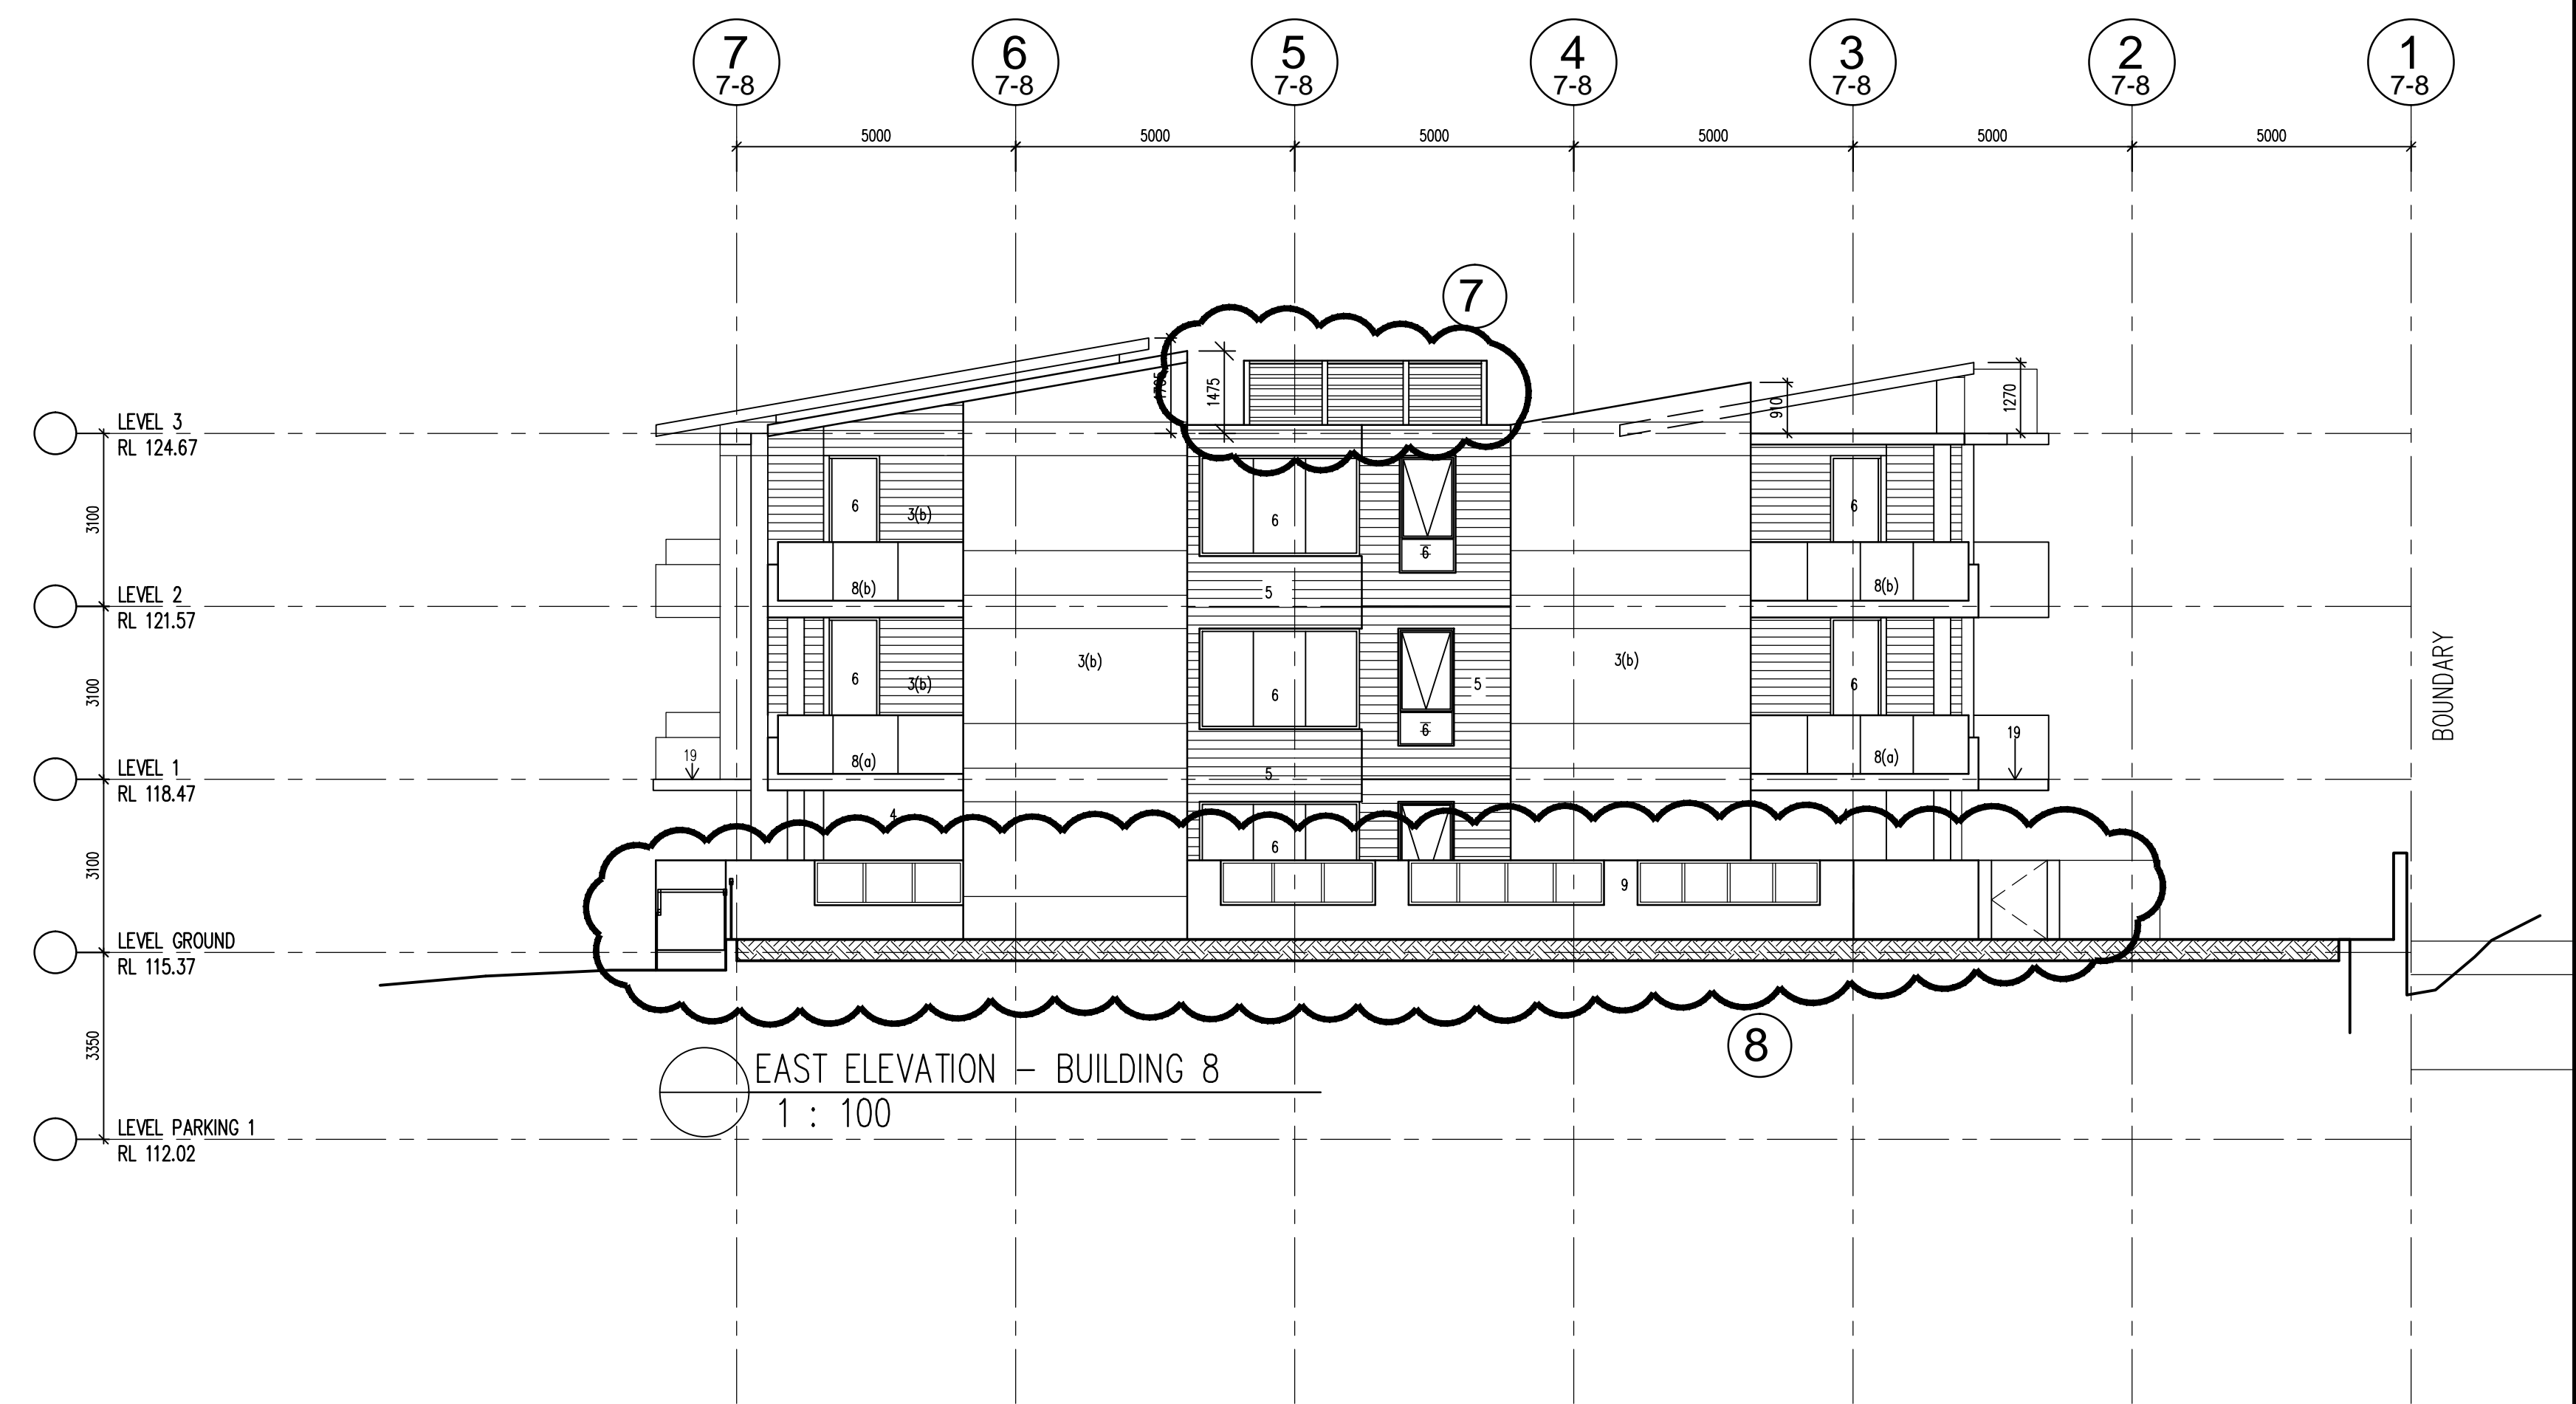 7 6 5 4 3 2 1
7-8 7-8 7-8 7-8 7-8 7-8 7-8
5000 5000 5000 5000 5000 5000
7
1475
910
1270
LEVEL 3
RL 124.67
3100
6 3(b) 6 6 6
8(b) 5 8(b)
LEVEL 2
RL 121.57
3100
BOUNDARY
3(b) 3(b)
6 3(b) 6 5 6
6
8(a) 8(a)
19 19
LEVEL 1
RL 118.47
5
3100
4
6
9
LEVEL GROUND
RL 115.37
3350
8
EAST ELEVATION - BUILDING 8
1 : 100
LEVEL PARKING 1
RL 112.02